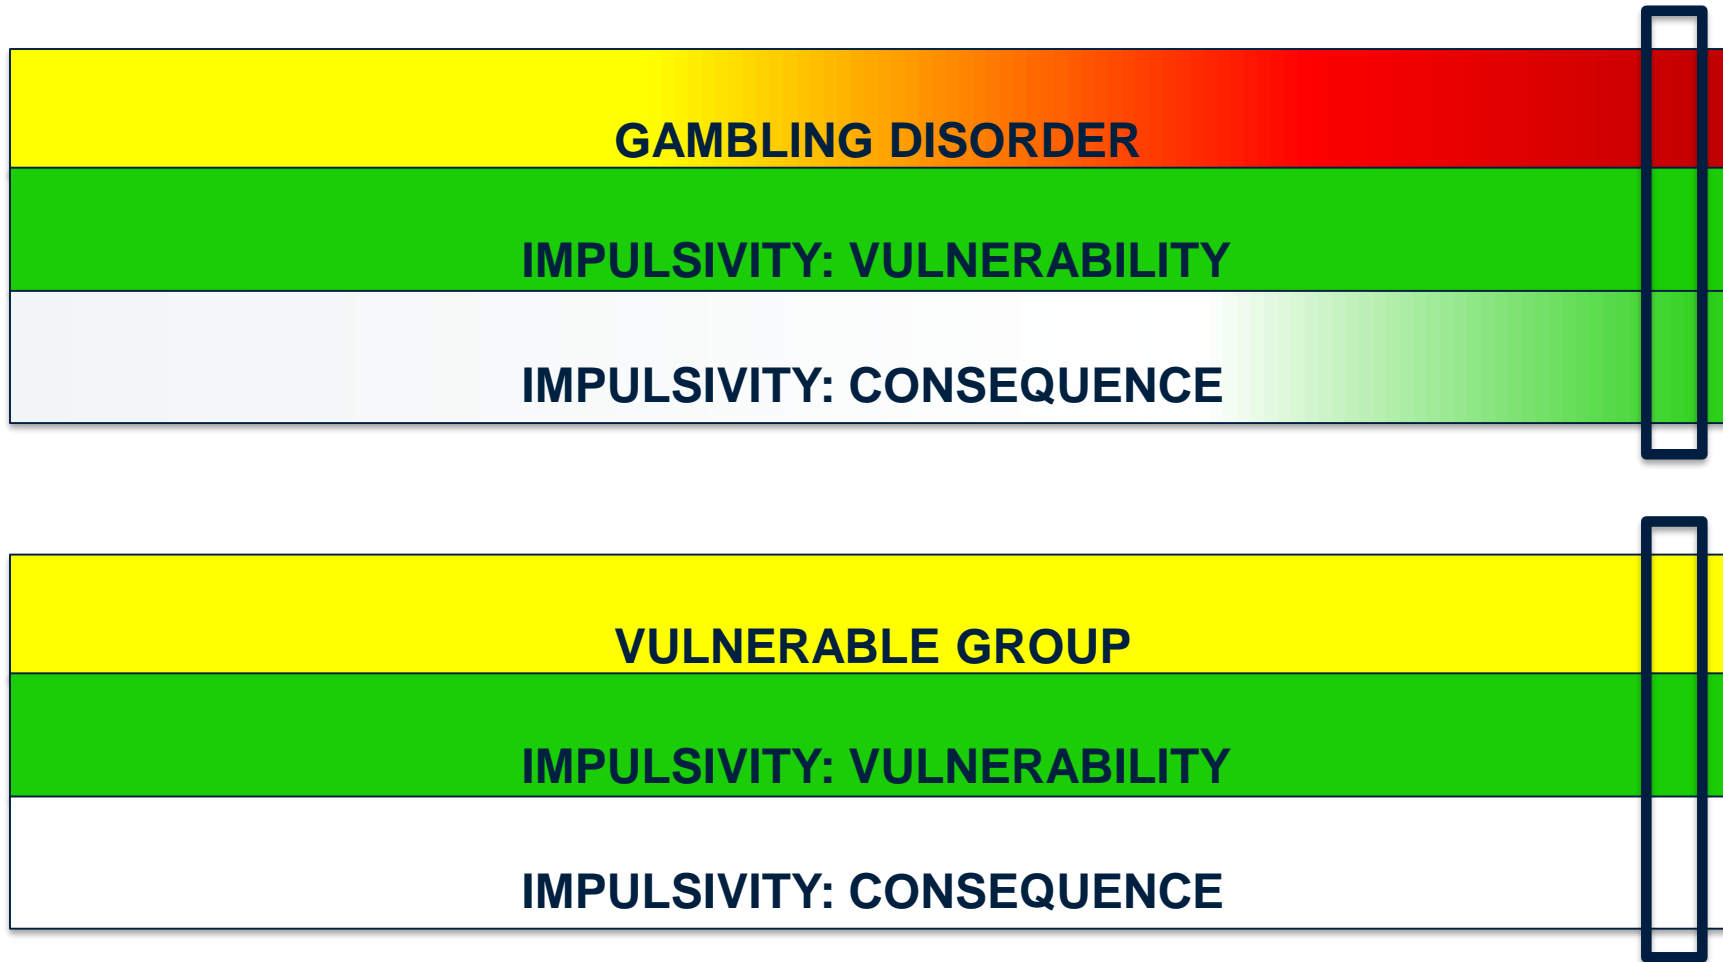 GAMBLING DISORDER
IMPULSIVITY: VULNERABILITY
IMPULSIVITY: CONSEQUENCE
VULNERABLE GROUP
IMPULSIVITY: VULNERABILITY
IMPULSIVITY: CONSEQUENCE